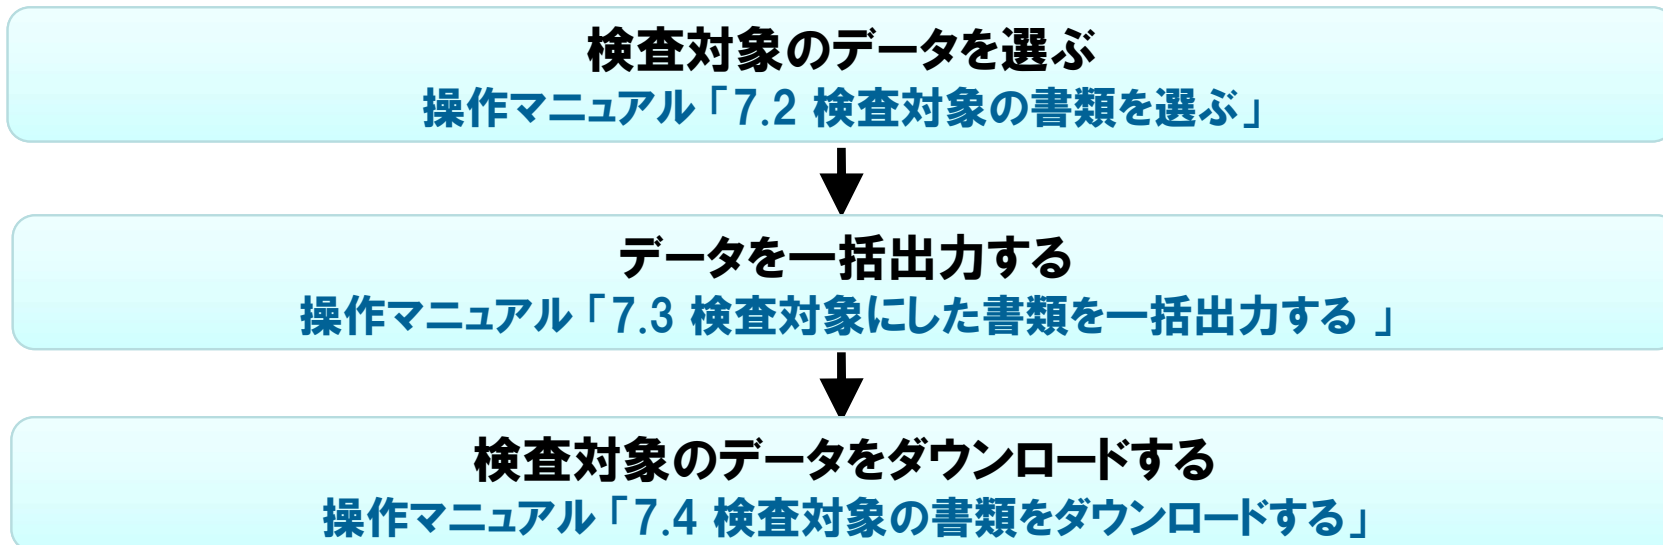 検査対象のデータを選ぶ
操作マニュアル「7.2 検査対象の書類を選ぶ」
データを一括出力する
操作マニュアル「7.3 検査対象にした書類を一括出力する 」
検査対象のデータをダウンロードする
操作マニュアル「7.4 検査対象の書類をダウンロードする」